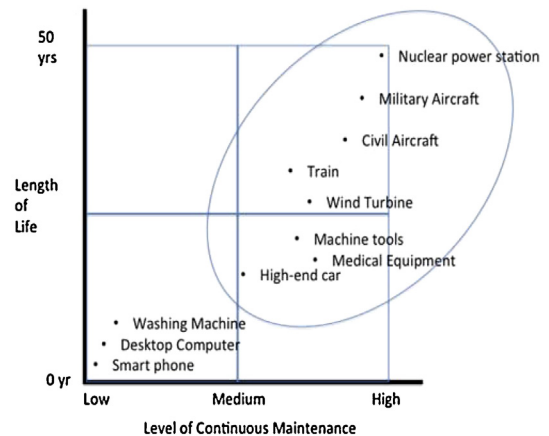 50
yrs
Nuclear power station
Military Aircraft
Civil Aircraft
Train
Length
of
Life
Wind Turbine
Machine tools
Medical Equipment
High-end car
Washing Machine
Desktop Computer
Smart phone
0 yr
Low Medium High
Level of Continuous Maintenance